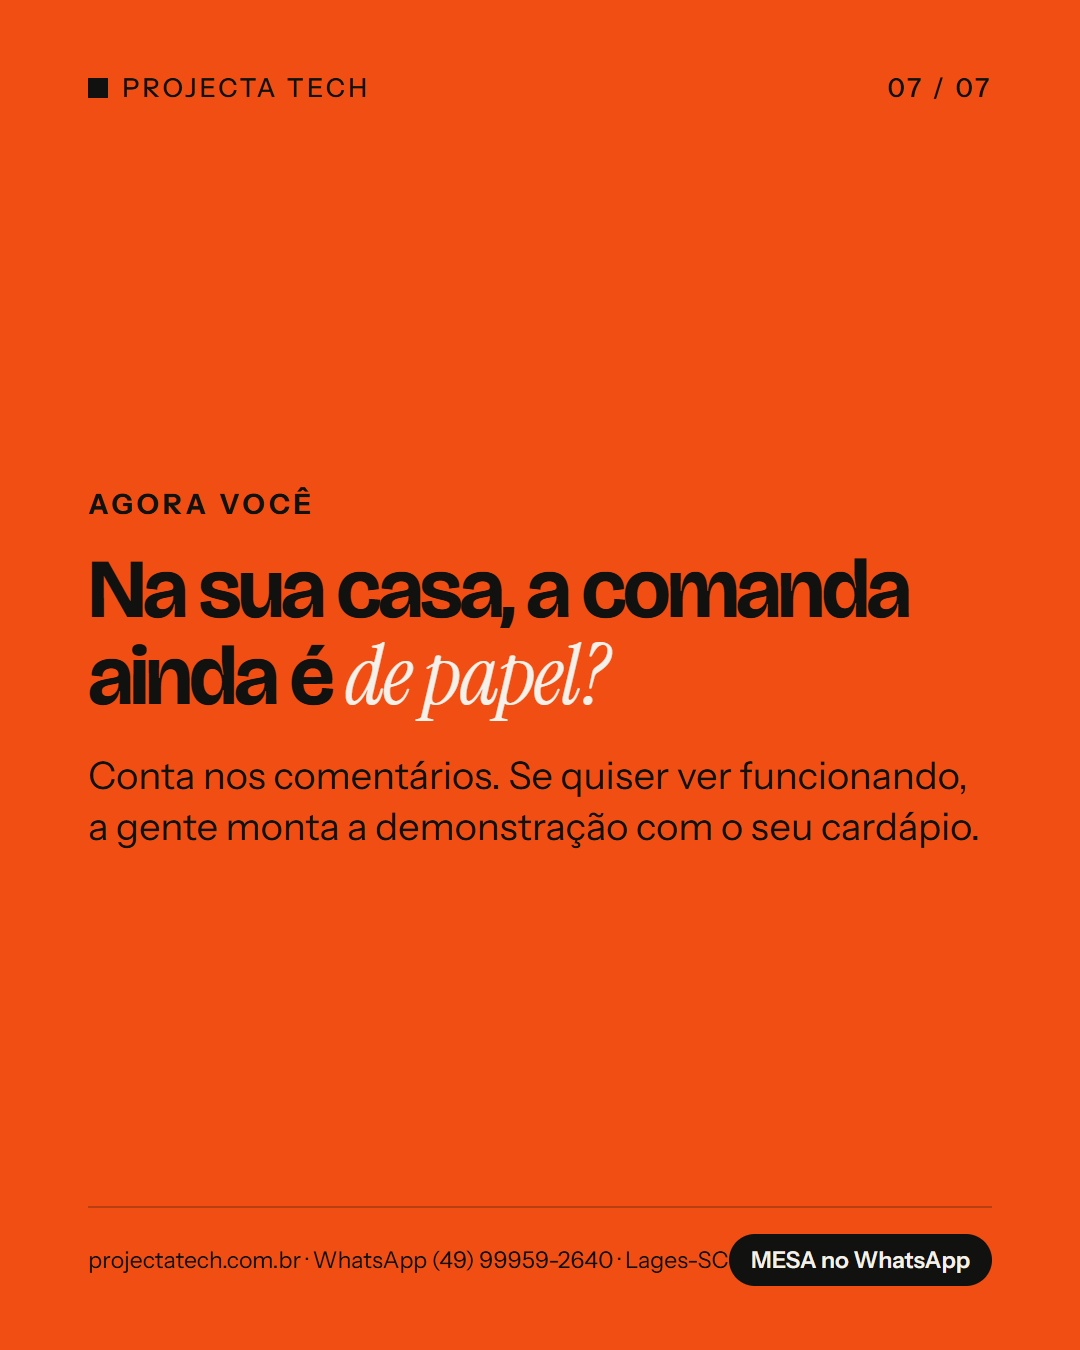 PROJECTA TECH
07 / 07
AGORA VOCÊ
Na sua casa, a comanda
ainda é de papel?
Conta nos comentários. Se quiser ver funcionando,
a gente monta a demonstração com o seu cardápio.
projectatech.com.br · WhatsApp (49) 99959-2640 · Lages-SC
MESA no WhatsApp